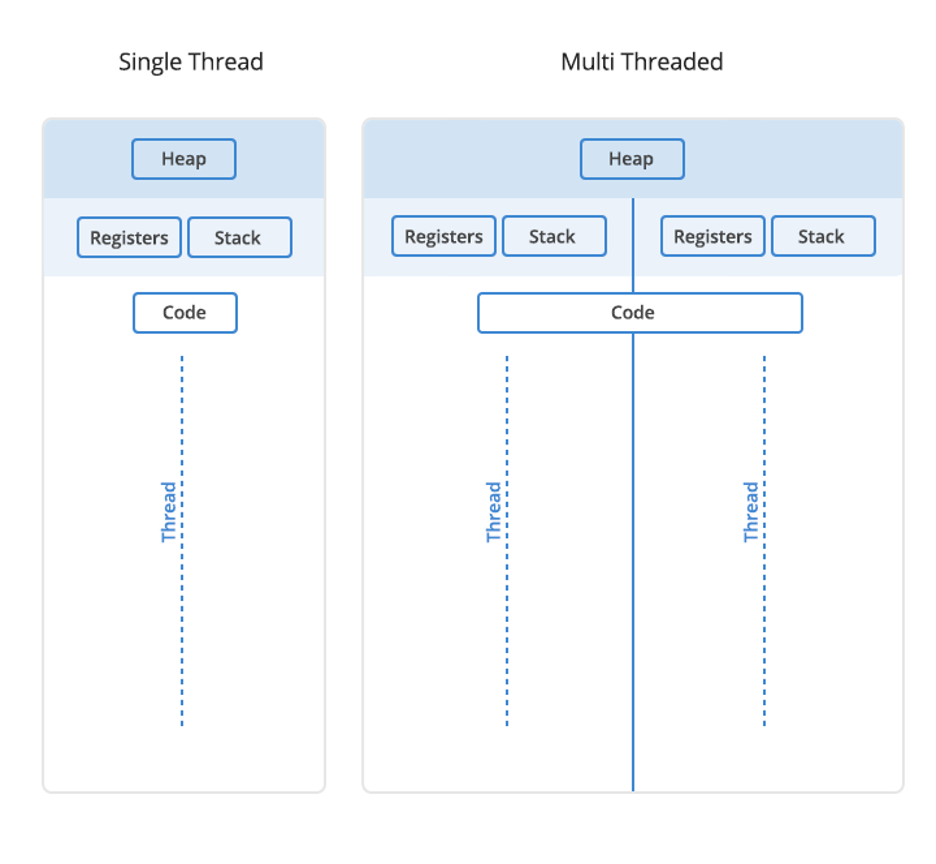 Single Thread
Multi Threaded
Heap
Registers
Stack
Code
Thread
Heap
Registers
Stack
Registers
Stack
Code
Thread
Thread